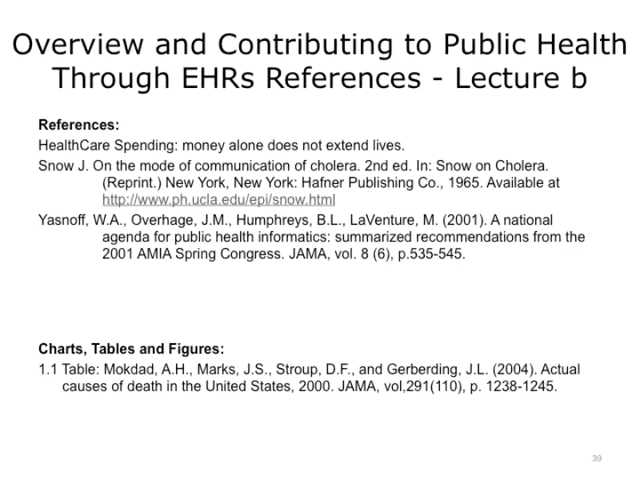 Overview and Contributing to Public Health
Through EHRs References - Lecture b
References:
HealthCare Spending: money alone does not extend lives.
Snow J. On the mode of communication of cholera. 2nd ed. In: Snow on Cholera.
(Reprint.) New York, New York: Hafner Publishing Co., 1965. Available at
http://www.ph.ucla.edu/epi/snow.html
Yasnoff, W.A., Overhage, J.M., Humphreys, B.L., LaVenture, M. (2001). A national
agenda for public health informatics: summarized recommendations from the
2001 AMIA Spring Congress. JAMA, vol. 8 (6), p.535-545.
Charts, Tables and Figures:
1.1 Table: Mokdad, A.H., Marks, J.S., Stroup, D.F., and Gerberding, J.L. (2004). Actual
causes of death in the United States, 2000. JAMA, vol,291(110), p. 1238-1245.
39